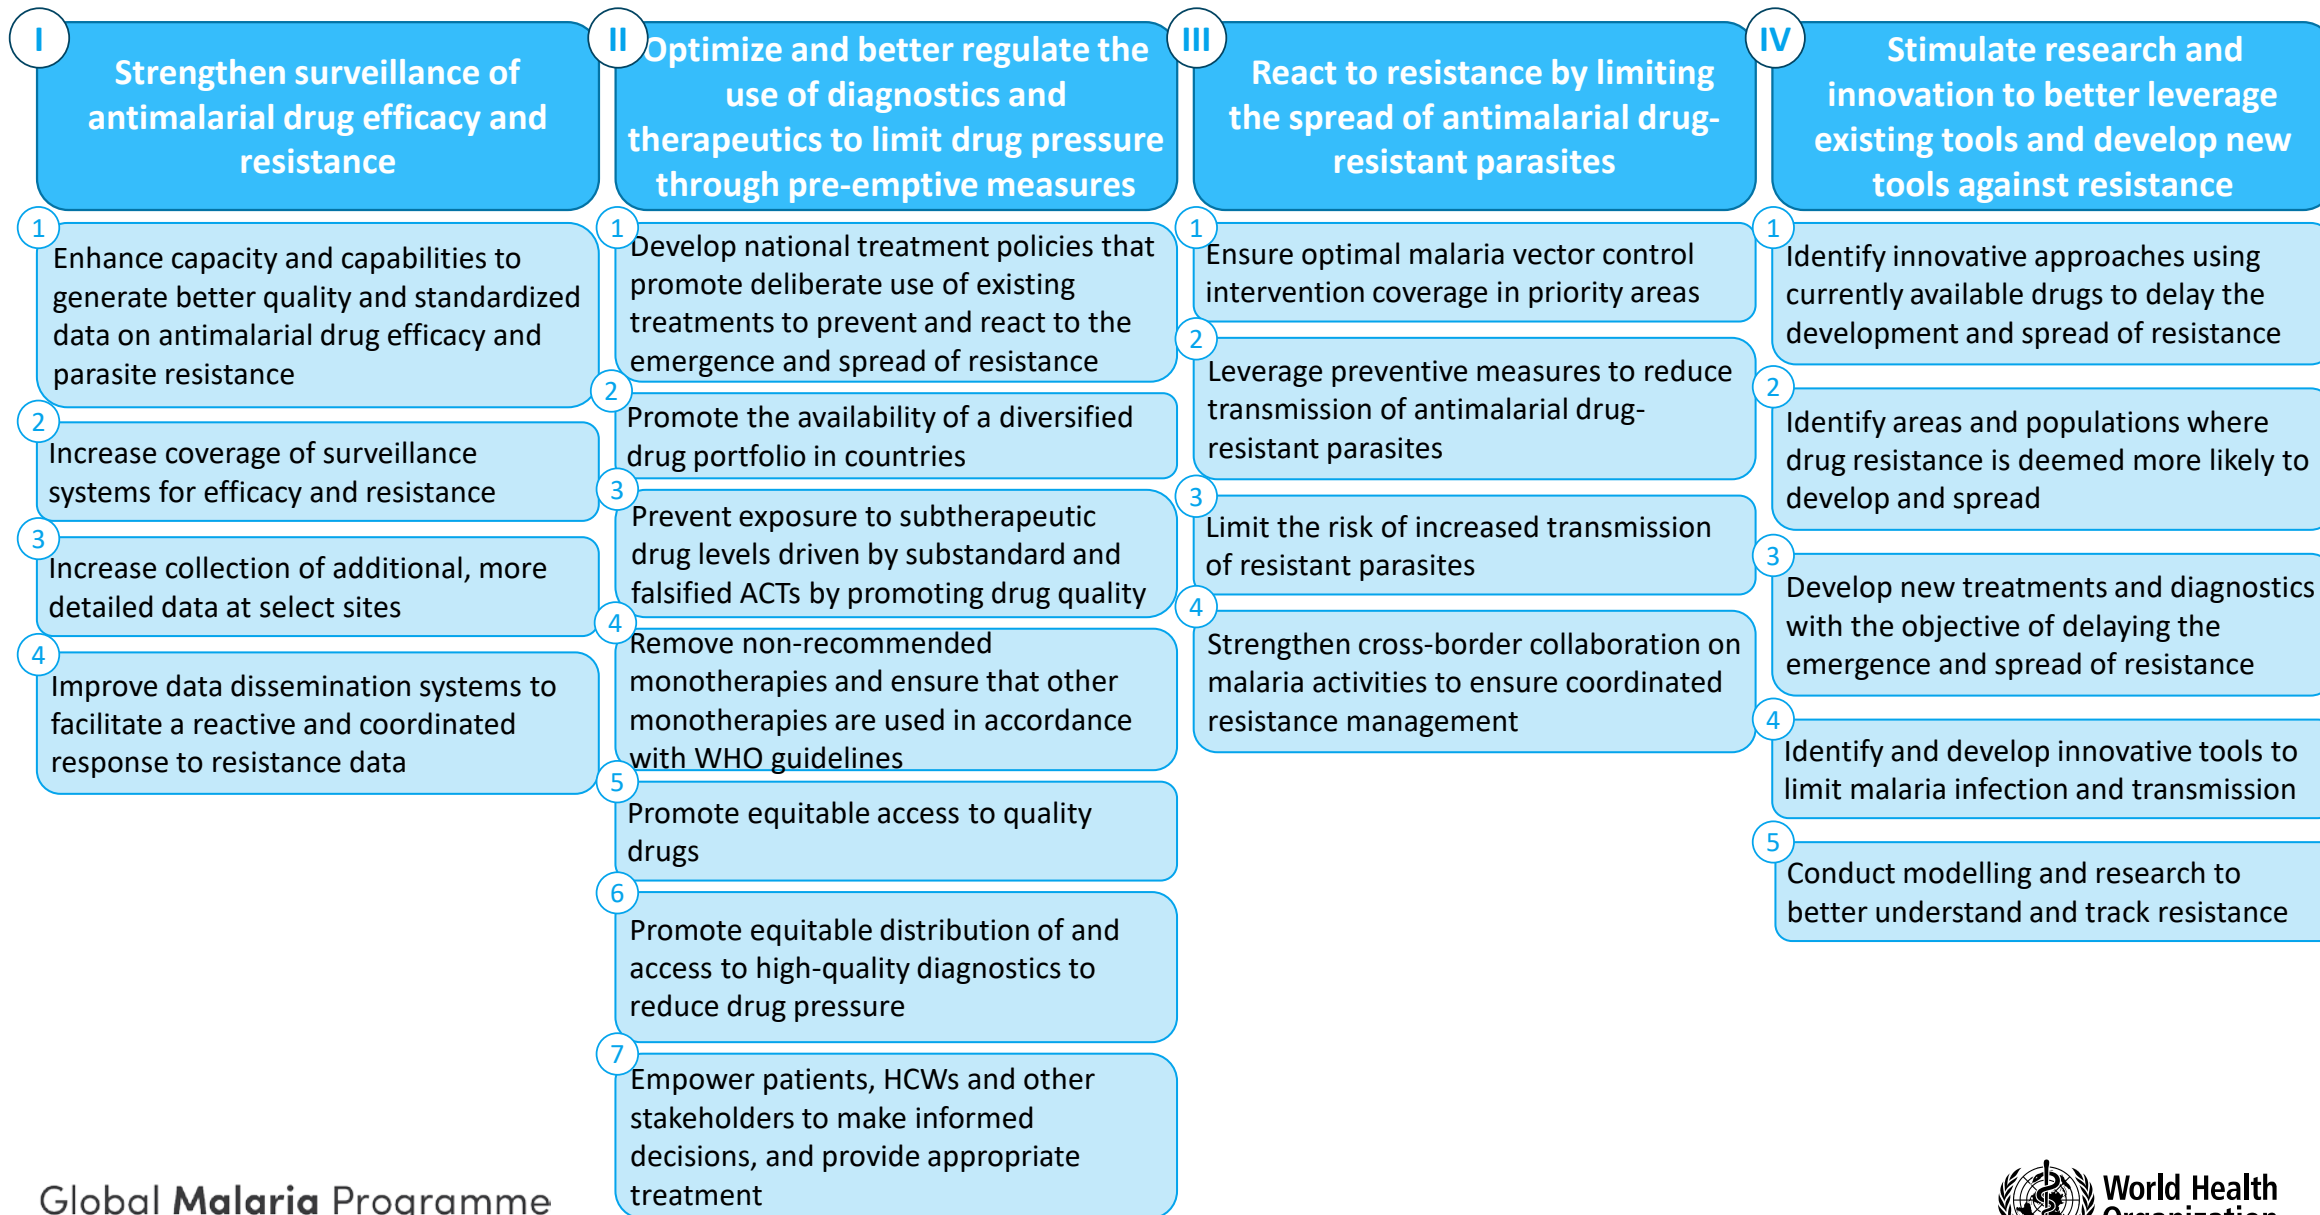 I
Strengthen surveillance of
antimalarial drug efficacy and
resistance
1
Enhance capacity and capabilities to
generate better quality and standardized
data on antimalarial drug efficacy and
parasite resistance
2
Increase coverage of surveillance
systems for efficacy and resistance
3
Increase collection of additional, more
detailed data at select sites
4
Improve data dissemination systems to
facilitate a reactive and coordinated
response to resistance data
II
Optimize and better regulate the
use of diagnostics and
therapeutics to limit drug pressure
through pre-emptive measures
1
Develop national treatment policies that
promote deliberate use of existing
treatments to prevent and react to the
emergence and spread of resistance
2
Promote the availability of a diversified
drug portfolio in countries
3
Prevent exposure to subtherapeutic
drug levels driven by substandard and
falsified ACTs by promoting drug quality
4
Remove non-recommended
monotherapies and ensure that other
monotherapies are used in accordance
with WHO guidelines
5
Promote equitable access to quality
drugs
6
Promote equitable distribution of and
access to high-quality diagnostics to
reduce drug pressure
7
Empower patients, HCWs and other
stakeholders to make informed
decisions, and provide appropriate
treatment
III
React to resistance by limiting
the spread of antimalarial drug-
resistant parasites
1
Ensure optimal malaria vector control
intervention coverage in priority areas
2
Leverage preventive measures to reduce
transmission of antimalarial drug-
resistant parasites
3
Limit the risk of increased transmission
of resistant parasites
4
Strengthen cross-border collaboration on
malaria activities to ensure coordinated
resistance management
IV
Stimulate research and
innovation to better leverage
existing tools and develop new
tools against resistance
1
Identify innovative approaches using
currently available drugs to delay the
development and spread of resistance
2
Identify areas and populations where
drug resistance is deemed more likely to
develop and spread
3
Develop new treatments and diagnostics
with the objective of delaying the
emergence and spread of resistance
4
Identify and develop innovative tools to
limit malaria infection and transmission
5
Conduct modelling and research to
better understand and track resistance
Global Malaria Programme
World Health
Organization